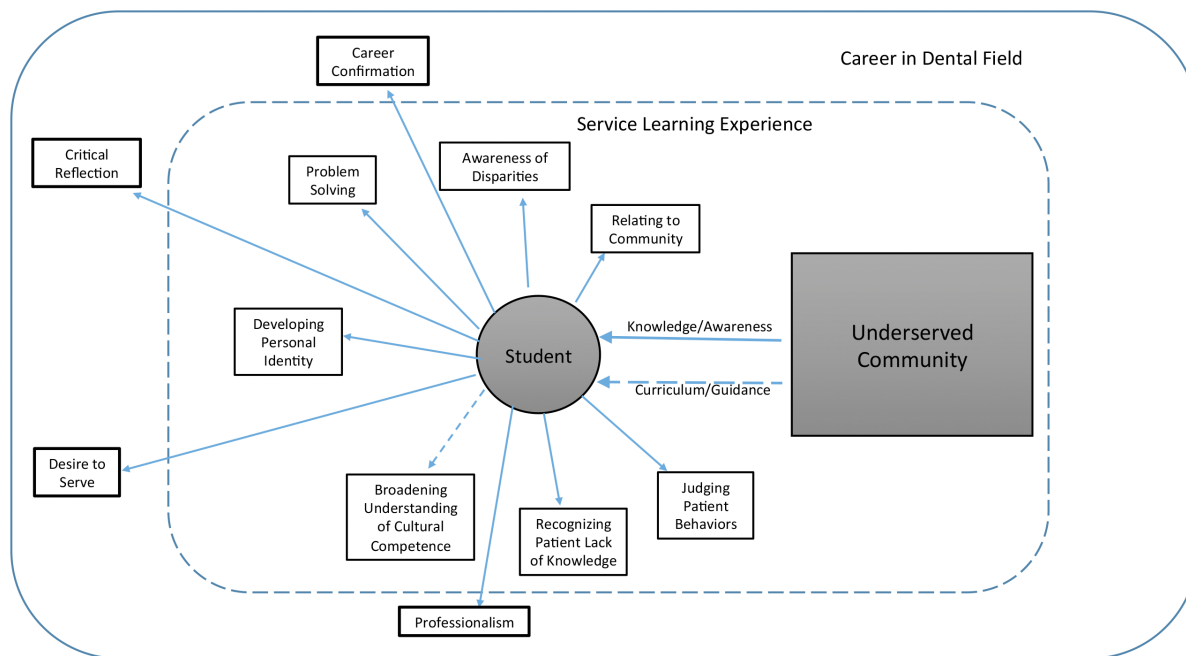 Career
Confirmation
Career in Dental Field
Service Learning Experience
Critical
Reflection
Problem
Solving
Awareness of
Disparities
Relating to
Community
Developing
Personal
Identity
Student
Knowledge/Awareness
Curriculum/Guidance
Underserved
Community
Desire to
Serve
Broadening
Understanding
of Cultural
Competence
Recognizing
Patient Lack
of Knowledge
Judging
Patient
Behaviors
Professionalism